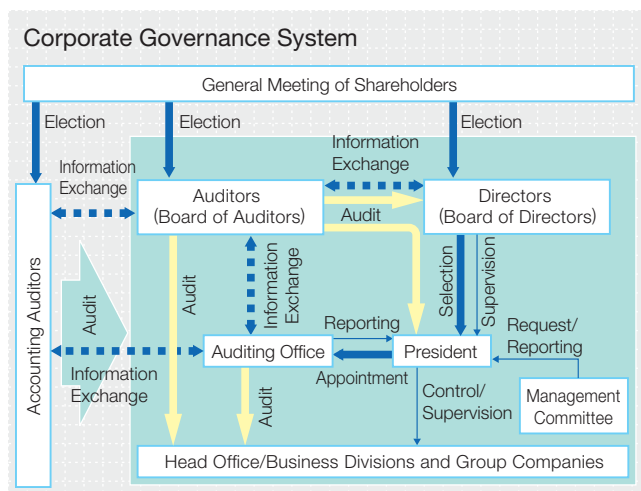 Corporate Governance System
General Meeting of Shareholders
Election
Election
Election
Information
Exchange
Information
Exchange
Auditors
(Board of Auditors)
Directors
(Board of Directors)
Audit
Accounting Auditors
Audit
Audit
Information
Exchange
Selection
Supervision
Reporting
Request/
Reporting
Auditing Office
President
Information
Exchange
Appointment
Audit
Control/
Supervision
Management
Committee
Head Office/Business Divisions and Group Companies